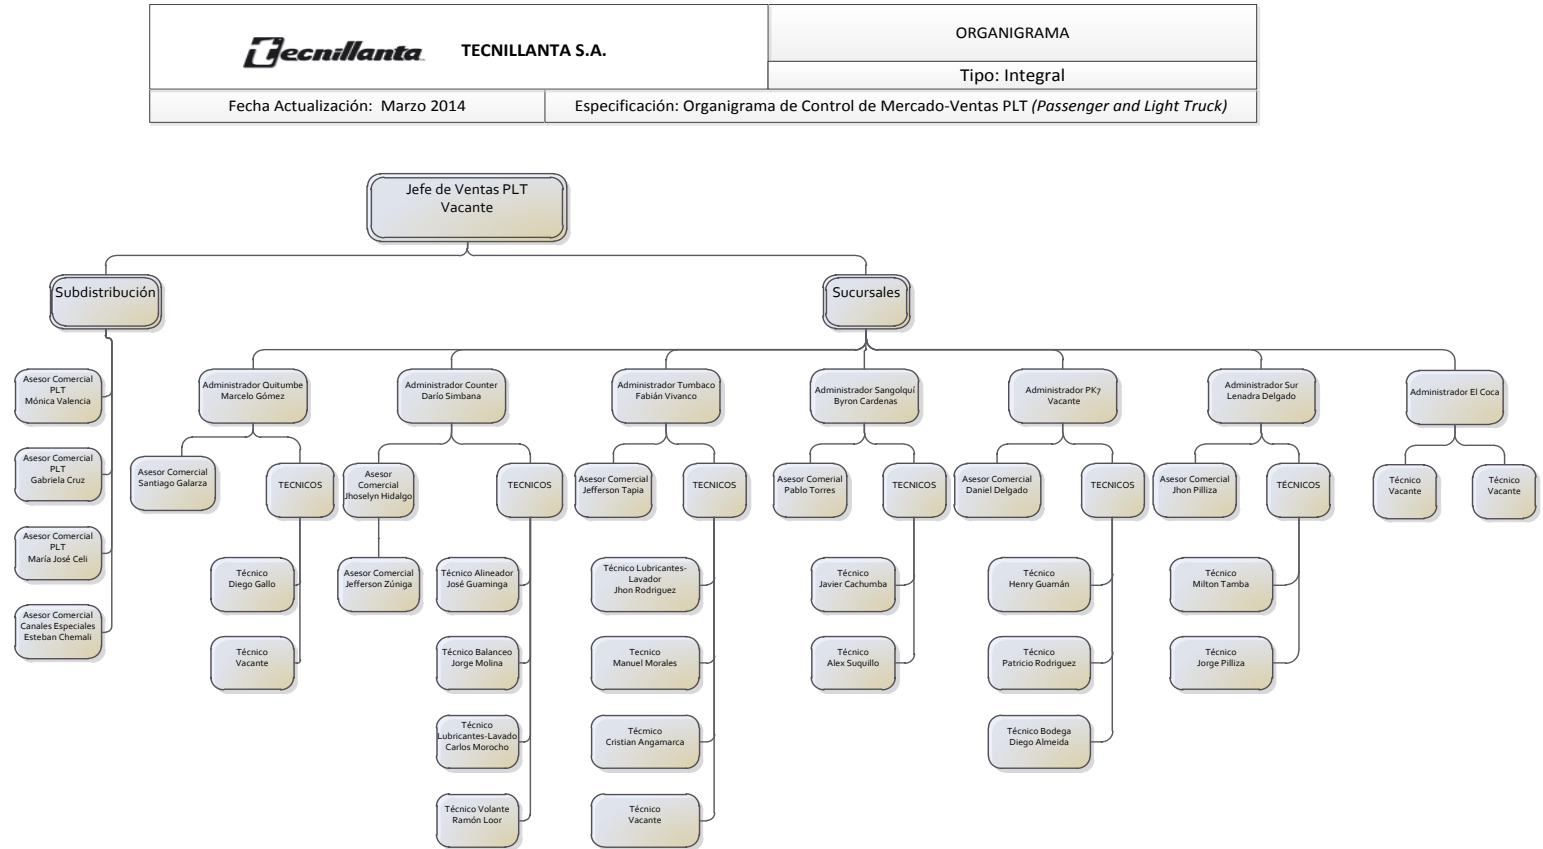 Tecnillanta
TECNILLANTA S.A.
ORGANIGRAMA
Tipo: Integral
Fecha Actualización: Marzo 2014
Especificación: Organigrama de Control de Mercado-Ventas PLT (Passenger and Light Truck)
Jefe de Ventas PLT
Vacante
Subdistribución
Sucursales
Asesor Comercial
PLT
Mónica Valencia
Asesor Comercial
PLT
Gabriela Cruz
Asesor Comercial
PLT
María José Celi
Asesor Comercial
Canales Especiales
Esteban Chemali
Administrador Quitumbe
Marcelo Gómez
Asesor Comercial
Santiago Galarza
TECNICOS
Técnico
Diego Gallo
Técnico
Vacante
Administrador Counter
Darío Simbana
Asesor
Comercial
Jhoselyn Hidalgo
Asesor Comercial
Jefferson Zúniga
TECNICOS
Técnico Alineador
José Guaminga
Técnico Balanceo
Jorge Molina
Técnico
Lubricantes-Lavado
Carlos Morocho
Técnico Volante
Ramón Loor
Administrador Tumbaco
Fabián Vivanco
Asesor Comercial
Jefferson Tapia
TECNICOS
Técnico Lubricantes-
Lavador
Jhon Rodriguez
Tecnico
Manuel Morales
Técmico
Cristian Angamarca
Técnico
Vacante
Administrador Sangolquí
Byron Cardenas
Asesor Comerial
Pablo Torres
TECNICOS
Técnico
Javier Cachumba
Técnico
Alex Suquillo
Administrador PK7
Vacante
Asesor Comercial
Daniel Delgado
TECNICOS
Técnico
Henry Guamán
Técnico
Patricio Rodriguez
Técnico Bodega
Diego Almeida
Administrador Sur
Lenadra Delgado
Asesor Comercial
Jhon Pilliza
TÉCNICOS
Técnico
Milton Tamba
Técnico
Jorge Pilliza
Administrador El Coca
Técnico
Vacante
Técnico
Vacante